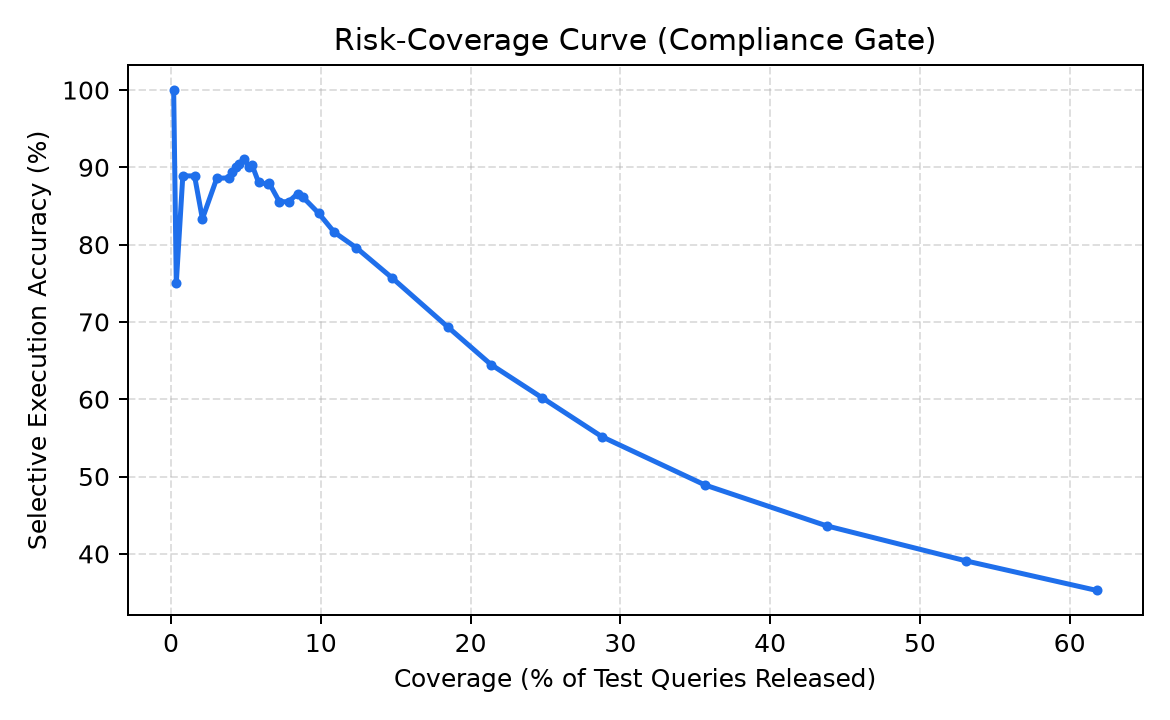 Risk-Coverage Curve (Compliance Gate)
Selective Execution Accuracy (%)
100
90
80
70
60
50
40
0 10 20 30 40 50 60
Coverage (% of Test Queries Released)